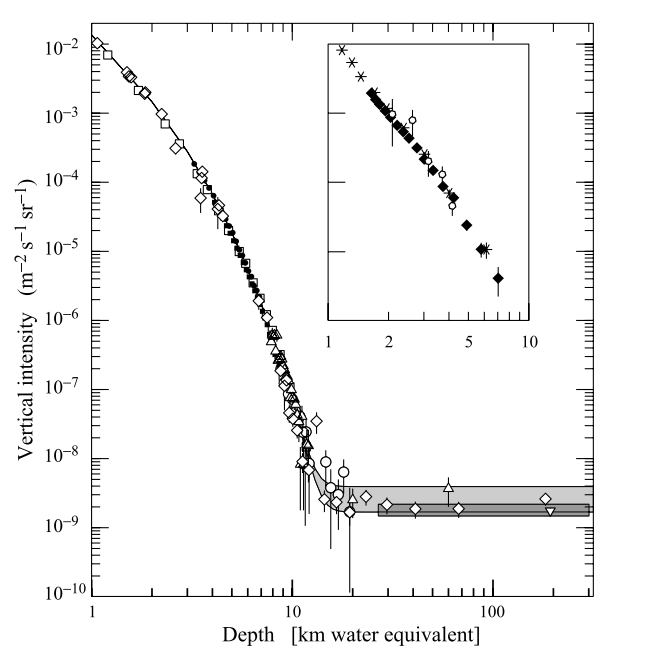 10⁻²
10⁻³
10⁻⁴
10⁻⁵
10⁻⁶
10⁻⁷
10⁻⁸
10⁻⁹
10⁻¹⁰
Vertical intensity (m⁻² s⁻¹ sr⁻¹)
1 2 5 10
1 10 100
Depth [km water equivalent]